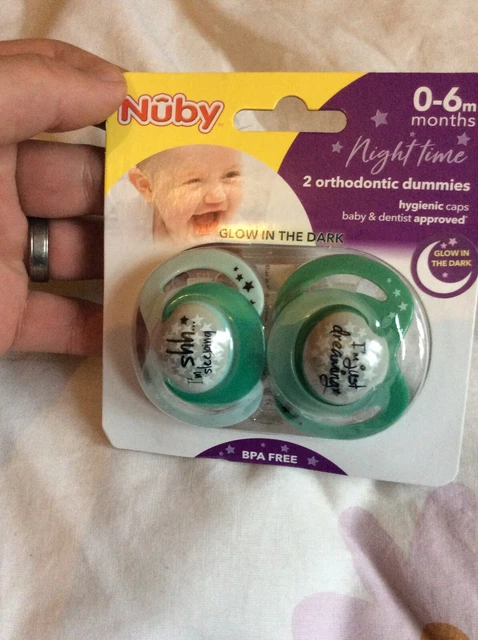 Nûby
0-6m
months
Night time
2 orthodontic dummies
hygienic caps
baby & dentist approved*
GLOW IN THE DARK
GLOW IN
THE DARK
shh...
I'm
sleeping
I'm just
dreaming
BPA FREE